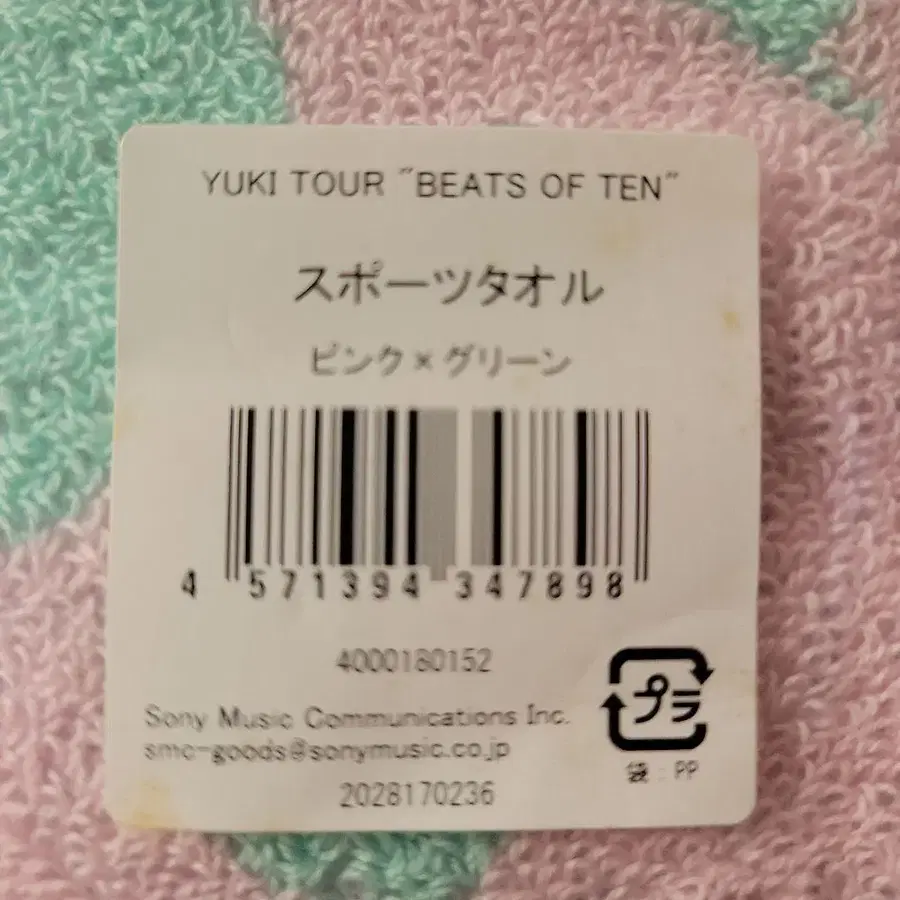 YUKI TOUR "BEATS OF TEN"
スポーツタオル
ピンク×グリーン
4 571394 347898
4000180152
プラ
Sony Music Communications Inc.
smc-goods@sonymusic.co.jp
袋：PP
2028170236